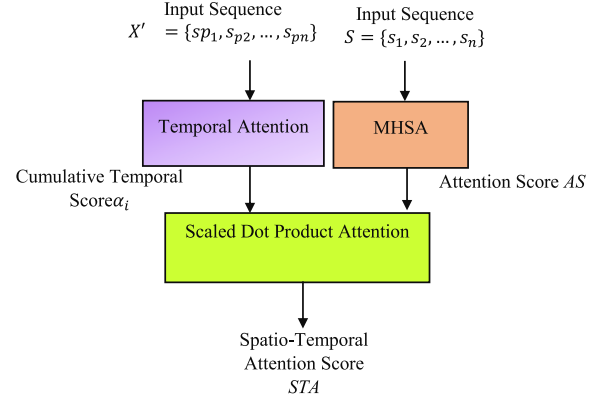 Input Sequence
X′ = {sp₁, sₚ₂, … , sₚₙ}
Input Sequence
S = {s₁, s₂, … , sₙ}
Temporal Attention
MHSA
Cumulative Temporal
Scoreαᵢ
Attention Score AS
Scaled Dot Product Attention
Spatio-Temporal
Attention Score
STA